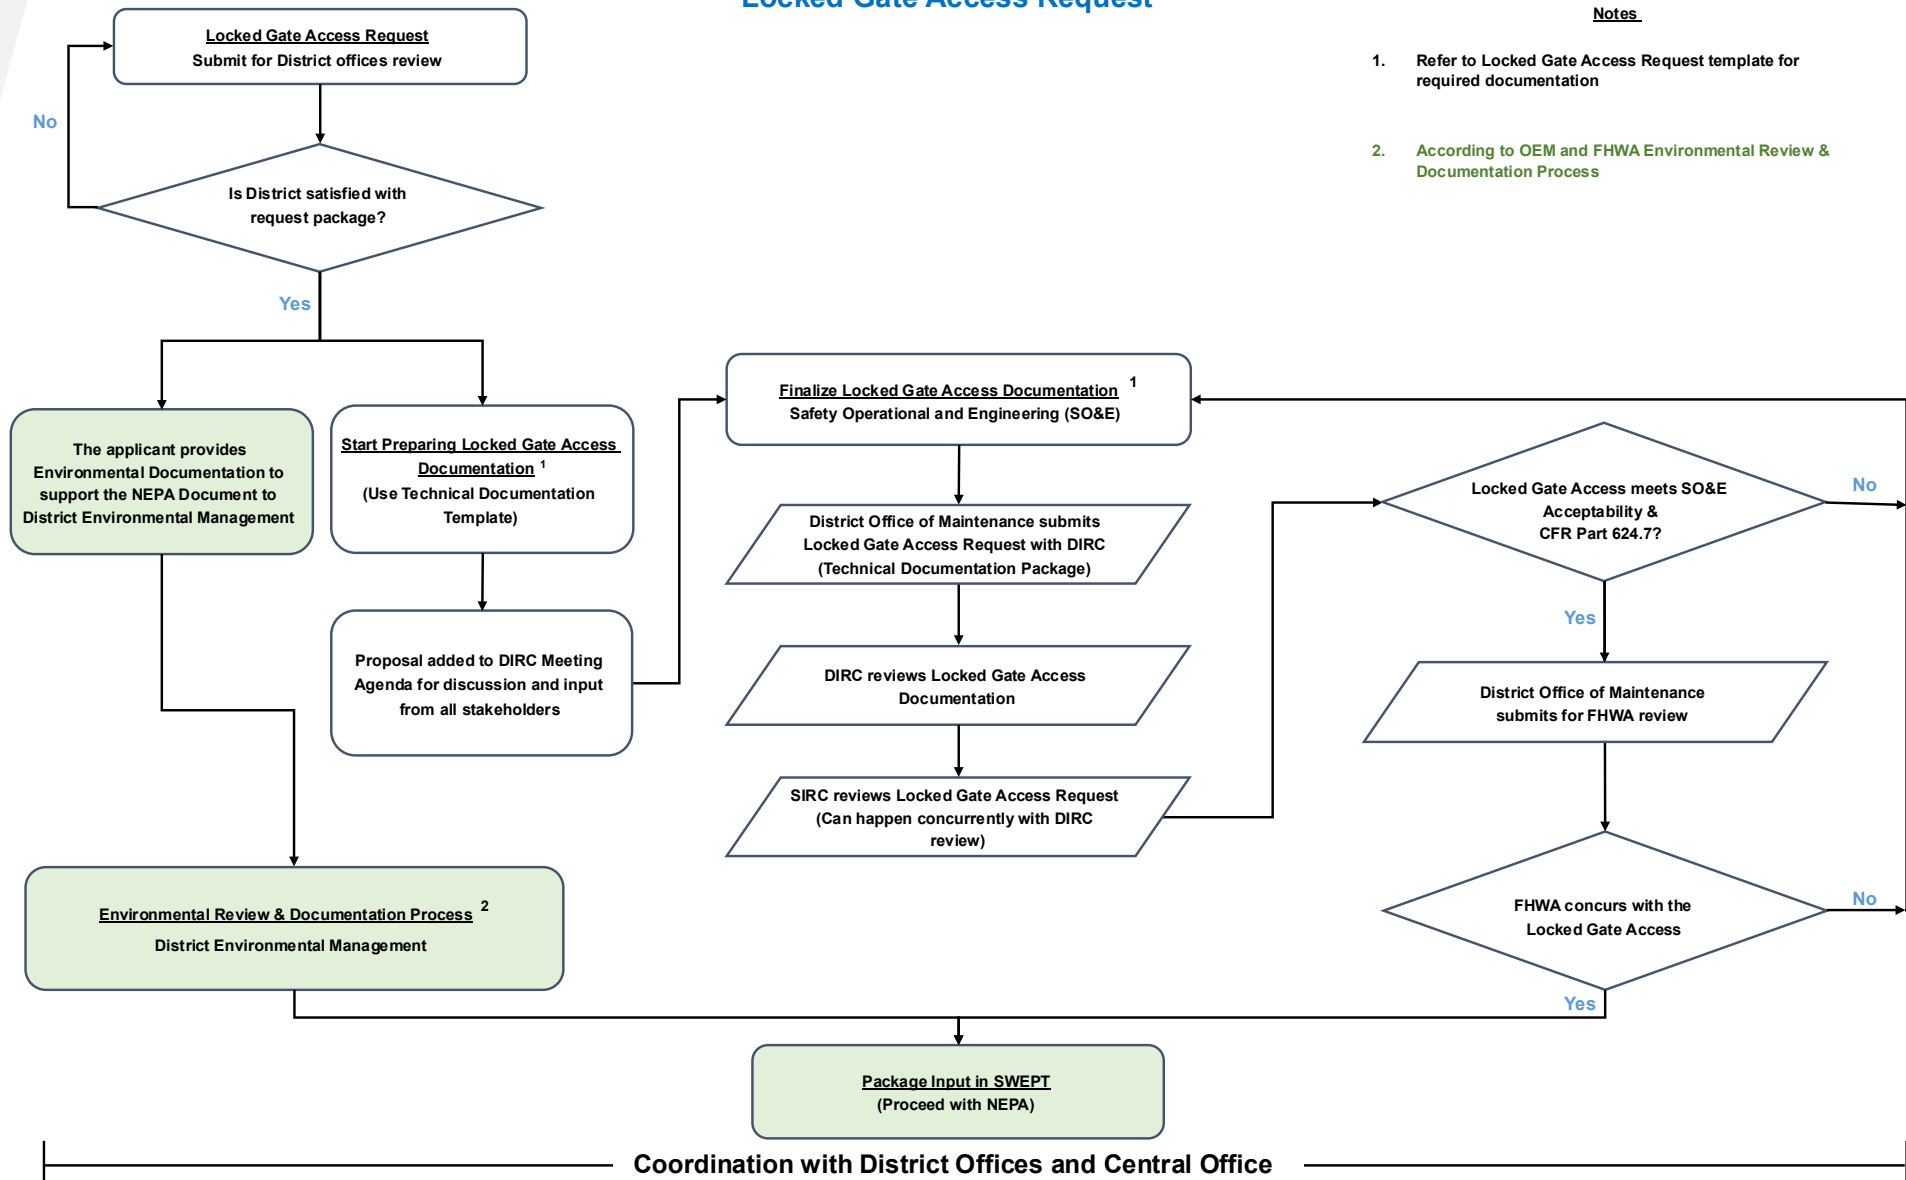 Locked Gate Access Request
Notes
1. Refer to Locked Gate Access Request template for
required documentation
2. According to OEM and FHWA Environmental Review &
Documentation Process
Locked Gate Access Request
Submit for District offices review
No
Is District satisfied with
request package?
Yes
The applicant provides
Environmental Documentation to
support the NEPA Document to
District Environmental Management
Start Preparing Locked Gate Access
Documentation 1
(Use Technical Documentation
Template)
Proposal added to DIRC Meeting
Agenda for discussion and input
from all stakeholders
Environmental Review & Documentation Process 2
District Environmental Management
Finalize Locked Gate Access Documentation 1
Safety Operational and Engineering (SO&E)
District Office of Maintenance submits
Locked Gate Access Request with DIRC
(Technical Documentation Package)
DIRC reviews Locked Gate Access
Documentation
SIRC reviews Locked Gate Access Request
(Can happen concurrently with DIRC
review)
Locked Gate Access meets SO&E
Acceptability &
CFR Part 624.7?
No
Yes
District Office of Maintenance
submits for FHWA review
FHWA concurs with the
Locked Gate Access
No
Yes
Package Input in SWEPT
(Proceed with NEPA)
Coordination with District Offices and Central Office